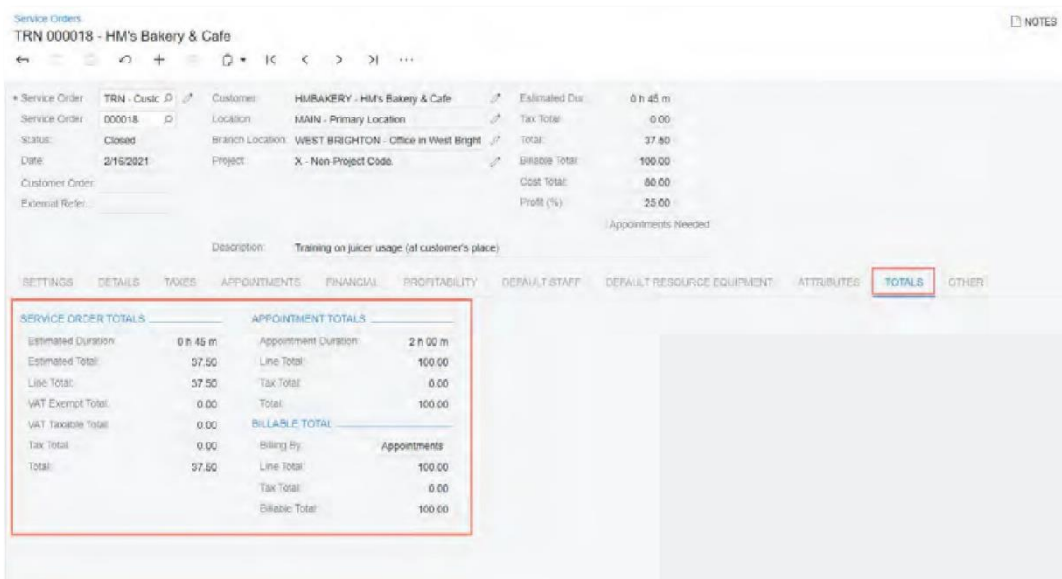 Service Orders
NOTES
TRN 000018 - HM's Bakery & Cafe
* Service Order TRN - Custc Customer: HMBAKERY - HM's Bakery & Cafe Estimated Dur 0 h 45 m
Service Order 000018 Location: MAIN - Primary Location Tax Total: 0.00
Status: Closed Branch Location: WEST BRIGHTON - Office in West Bright Total: 37.50
Date: 2/16/2021 Project: X - Non-Project Code. Billable Total: 100.00
Customer Order: Cost Total: 80.00
External Refer.. Profit (%): 25.00
Appointments Needed
Description: Training on juicer usage (at customer's place)
SETTINGS DETAILS TAXES APPOINTMENTS FINANCIAL PROFITABILITY DEFAULT STAFF DEFAULT RESOURCE EQUIPMENT ATTRIBUTES TOTALS OTHER
SERVICE ORDER TOTALS APPOINTMENT TOTALS
Estimated Duration: 0 h 45 m Appointment Duration: 2 h 00 m
Estimated Total: 37.50 Line Total: 100.00
Line Total: 37.50 Tax Total: 0.00
VAT Exempt Total: 0.00 Total: 100.00
VAT Taxable Total: 0.00 BILLABLE TOTAL
Tax Total: 0.00 Billing By: Appointments
Total: 37.50 Line Total: 100.00
Tax Total: 0.00
Billable Total: 100.00